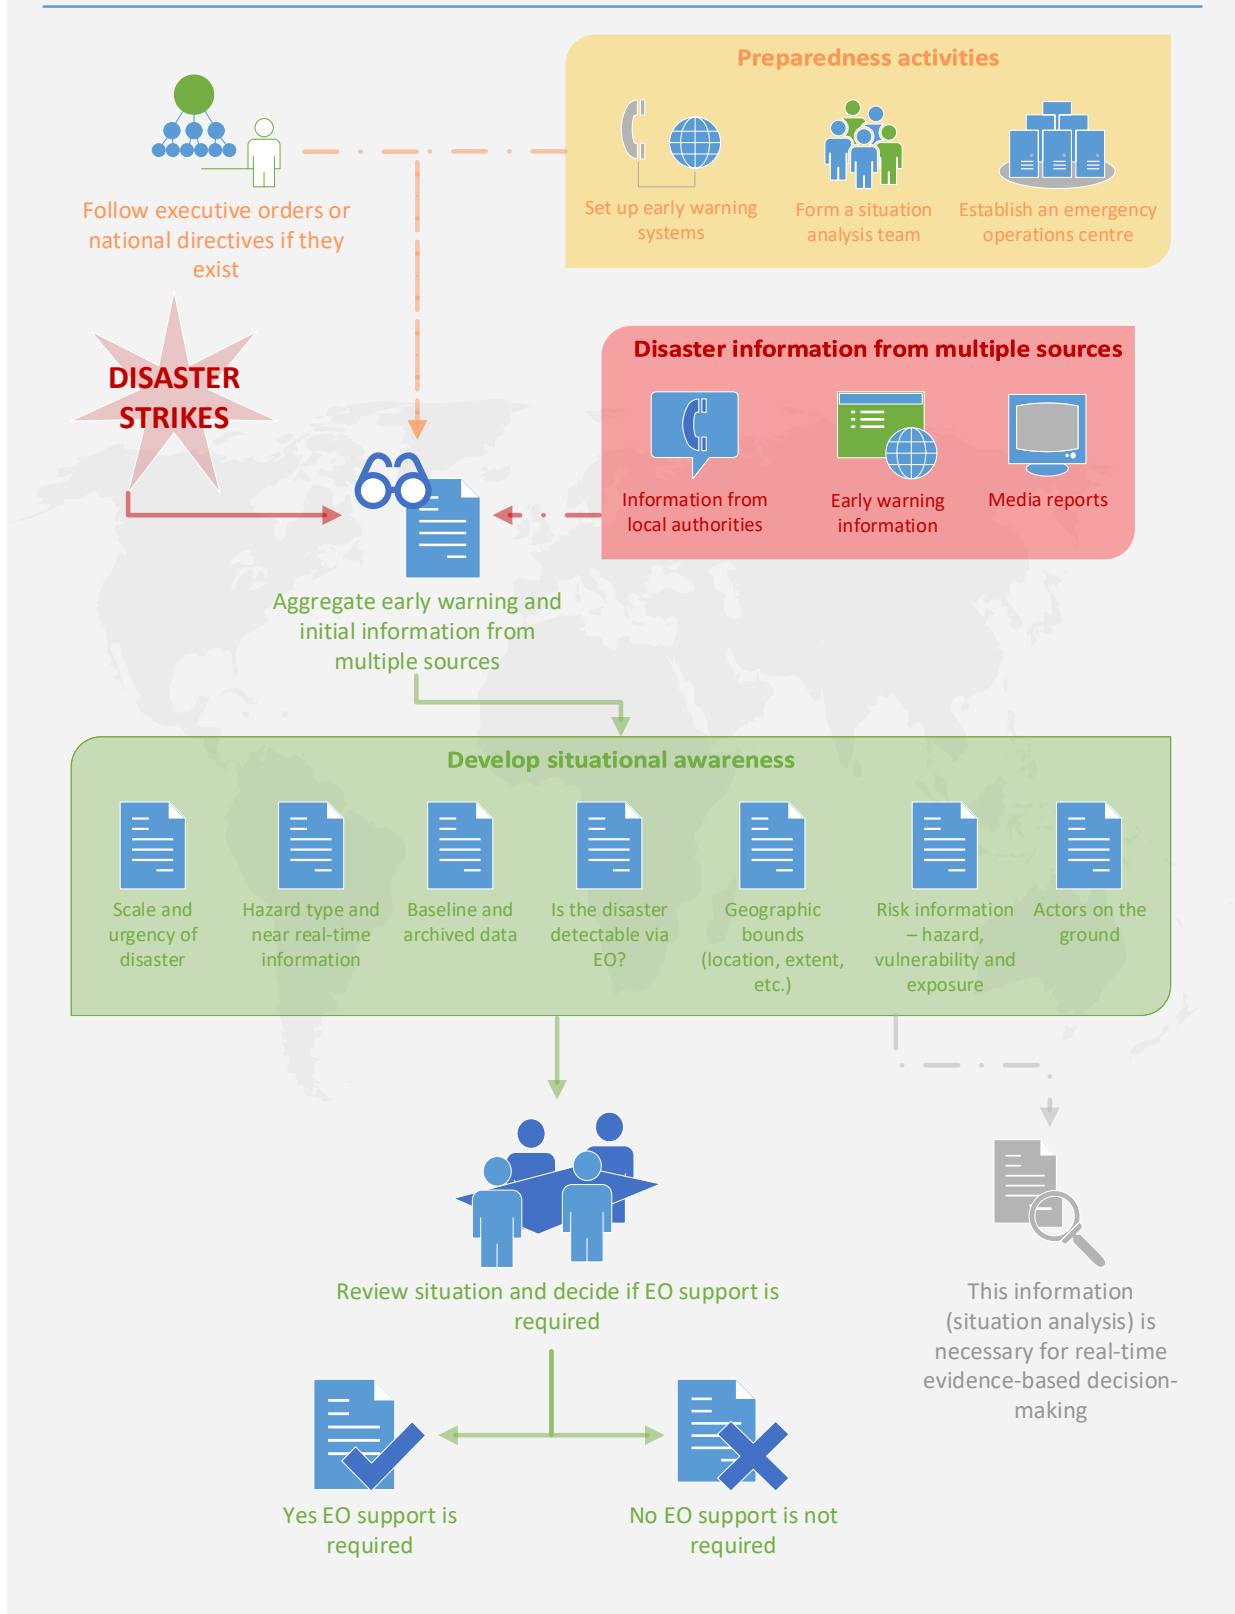 Preparedness activities
Set up early warning
systems
Form a situation
analysis team
Establish an emergency
operations centre
Follow executive orders or
national directives if they
exist
DISASTER
STRIKES
Disaster information from multiple sources
Information from
local authorities
Early warning
information
Media reports
Aggregate early warning and
initial information from
multiple sources
Develop situational awareness
Scale and
urgency of
disaster
Hazard type and
near real-time
information
Baseline and
archived data
Is the disaster
detectable via
EO?
Geographic
bounds
(location, extent,
etc.)
Risk information
– hazard,
vulnerability and
exposure
Actors on the
ground
Review situation and decide if EO support is
required
This information
(situation analysis) is
necessary for real-time
evidence-based decision-
making
Yes EO support is
required
No EO support is not
required